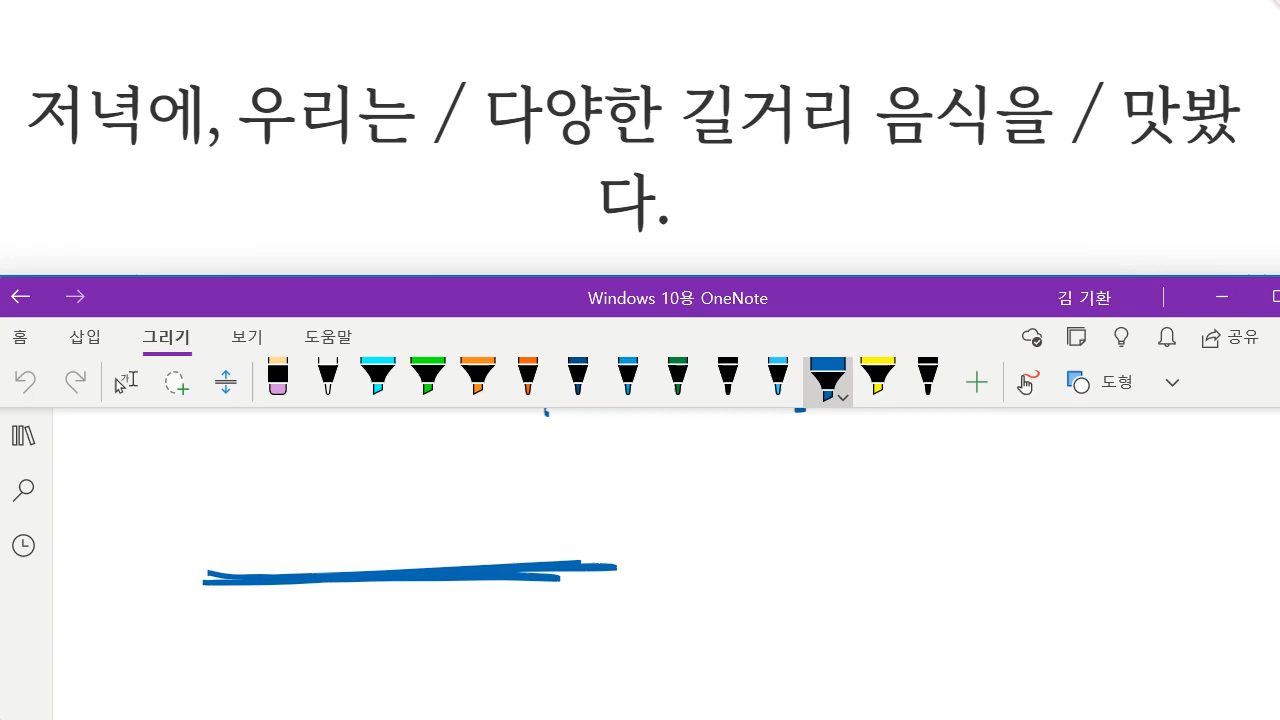 저녁에, 우리는 / 다양한 길거리 음식을 / 맛봤
다.
Windows 10용 OneNote
김 기환
홈 삽입 그리기 보기 도움말
공유
가
도형